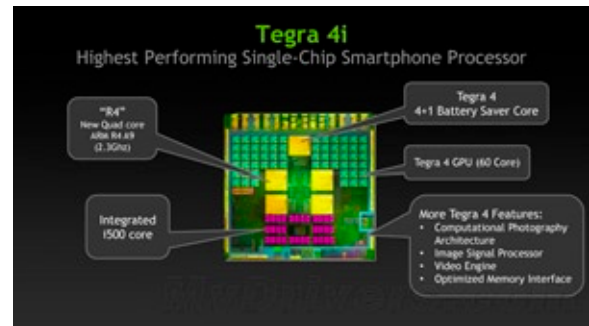 Tegra 4i
Highest Performing Single-Chip Smartphone Processor
"R4"
New Quad core
ARM R4 A9
(2.3Ghz)
Tegra 4
4+1 Battery Saver Core
Tegra 4 GPU (60 Core)
Integrated
i500 core
More Tegra 4 Features:
• Computational Photography
Architecture
• Image Signal Processor
• Video Engine
• Optimized Memory Interface